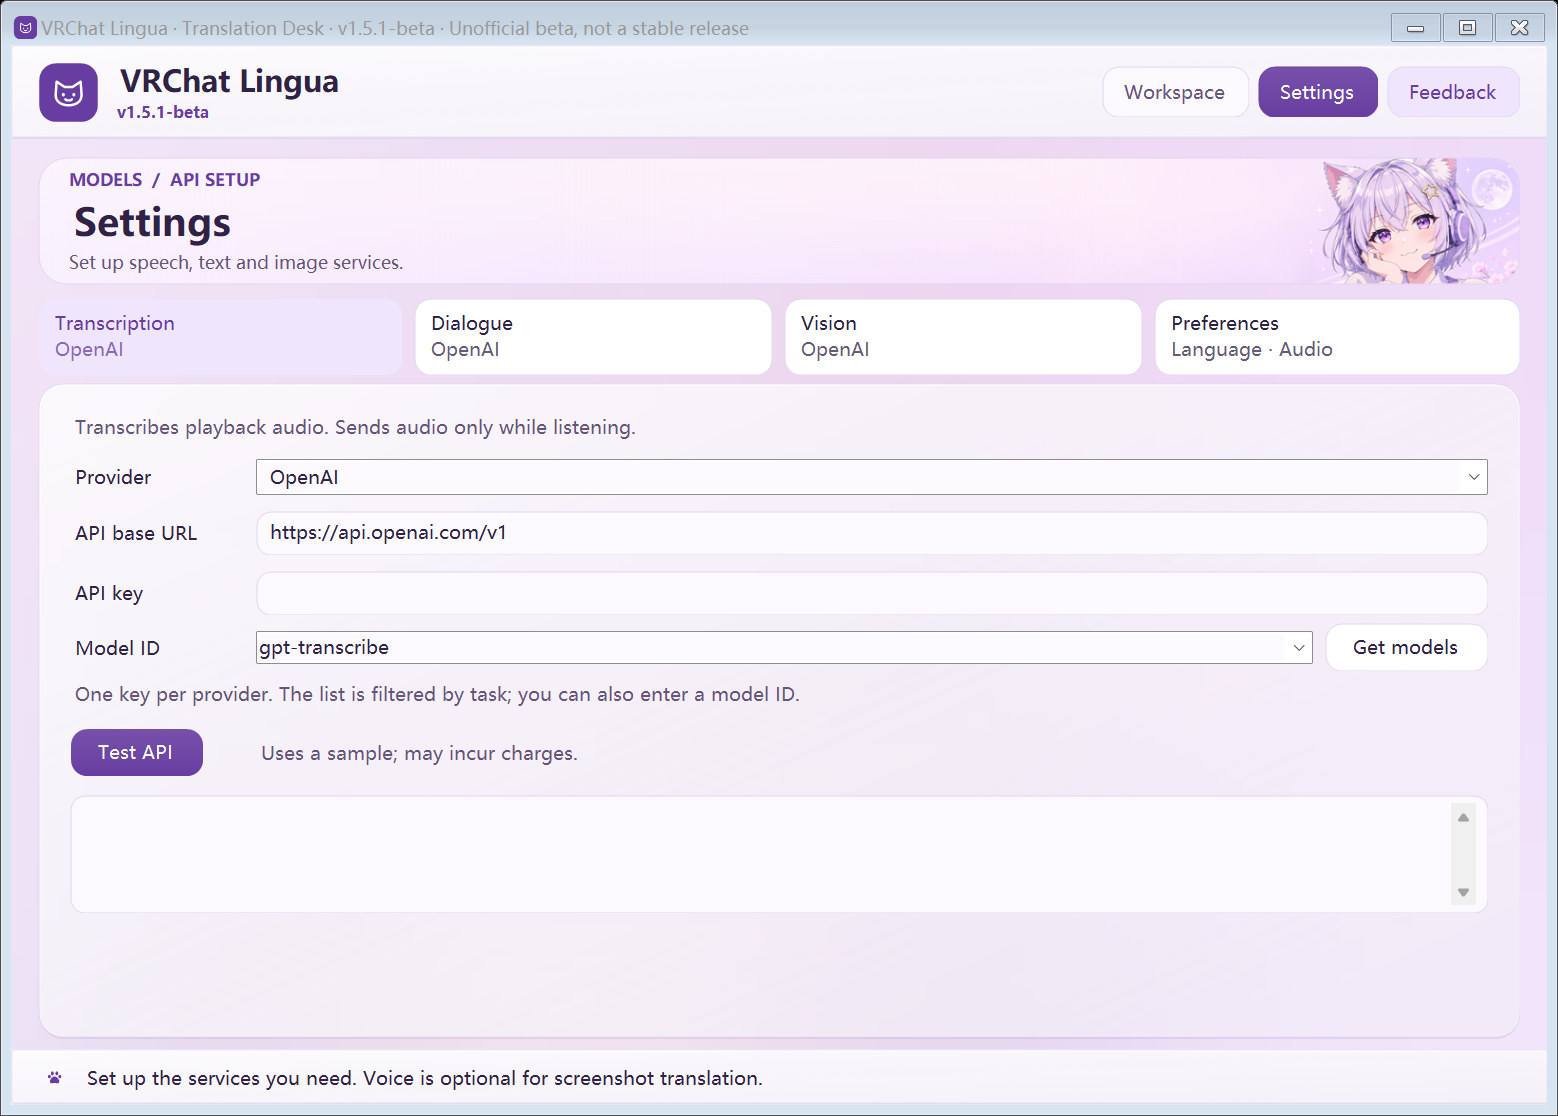 VRChat Lingua · Translation Desk · v1.5.1-beta · Unofficial beta, not a stable release
VRChat Lingua
v1.5.1-beta
Workspace
Settings
Feedback
MODELS / API SETUP
Settings
Set up speech, text and image services.
Transcription
OpenAI
Dialogue
OpenAI
Vision
OpenAI
Preferences
Language · Audio
Transcribes playback audio. Sends audio only while listening.
Provider
OpenAI
API base URL
https://api.openai.com/v1
API key
Model ID
gpt-transcribe
Get models
One key per provider. The list is filtered by task; you can also enter a model ID.
Test API
Uses a sample; may incur charges.
Set up the services you need. Voice is optional for screenshot translation.